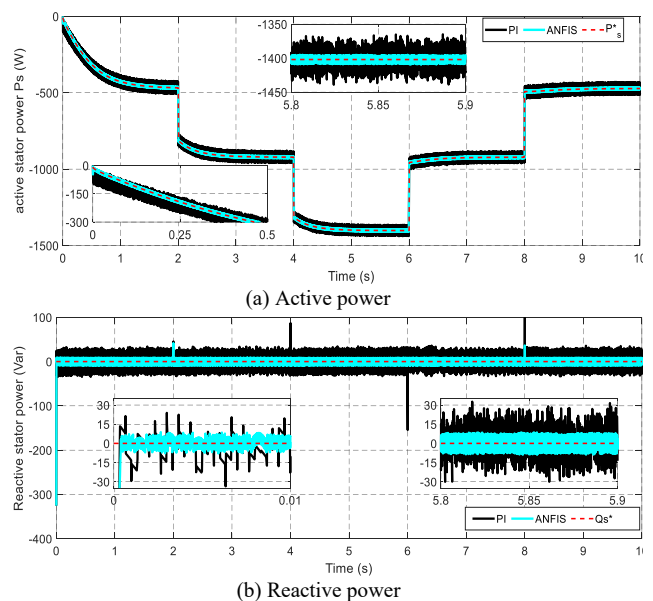 0
-500
-1000
-1500
active stator power Ps (W)
-1350
-1400
-1450
5.8 5.85 5.9
PI ANFIS P*s
0
-150
-300
0 0.25 0.5
0 1 2 3 4 5 6 7 8 9 10
Time (s)
(a) Active power
100
0
-100
-200
-300
-400
Reactive stator power (Var)
30
15
0
-15
-30
0 0.01
30
15
0
-15
-30
5.8 5.85 5.9
PI ANFIS Qs*
0 1 2 3 4 5 6 7 8 9 10
Time (s)
(b) Reactive power